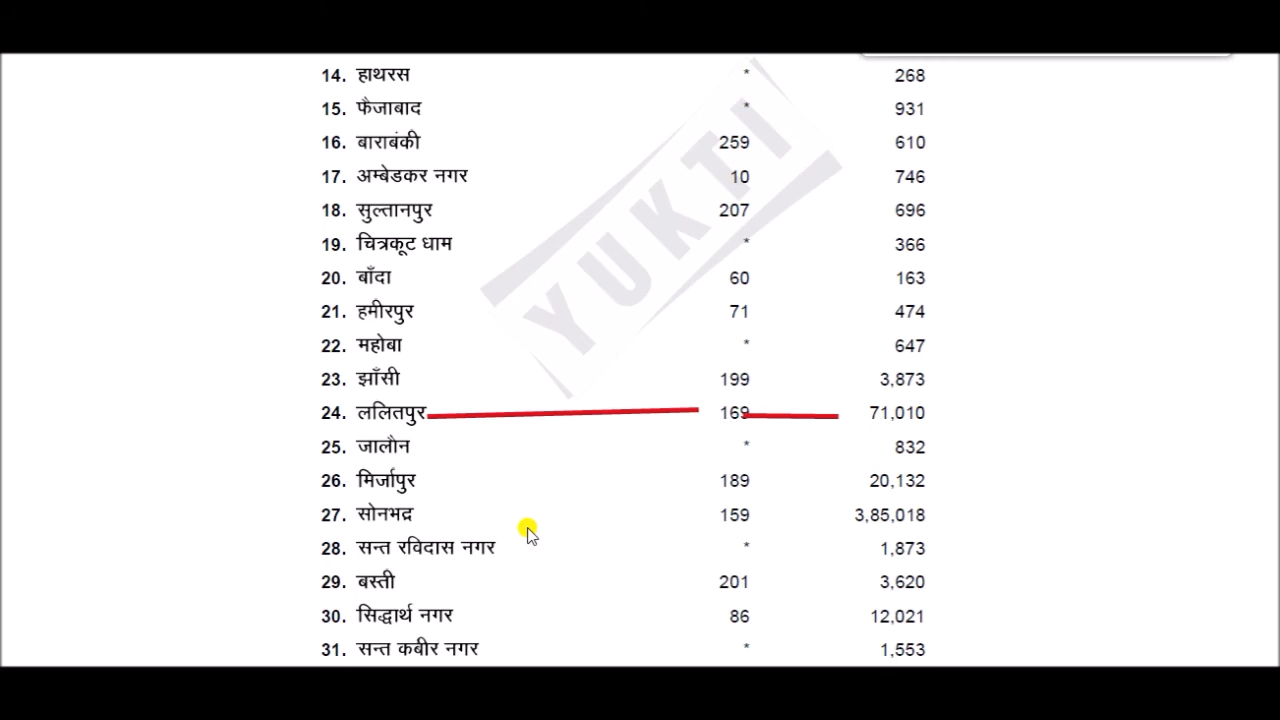 14. हाथरस * 268
15. फैजाबाद * 931
16. बाराबंकी 259 610
17. अम्बेडकर नगर 10 746
18. सुल्तानपुर 207 696
19. चित्रकूट धाम * 366
20. बाँदा 60 163
21. हमीरपुर 71 474
22. महोबा * 647
23. झाँसी 199 3,873
24. ललितपुर 169 71,010
25. जालौन * 832
26. मिर्जापुर 189 20,132
27. सोनभद्र 159 3,85,018
28. सन्त रविदास नगर * 1,873
29. बस्ती 201 3,620
30. सिद्धार्थ नगर 86 12,021
31. सन्त कबीर नगर * 1,553
YUKTI